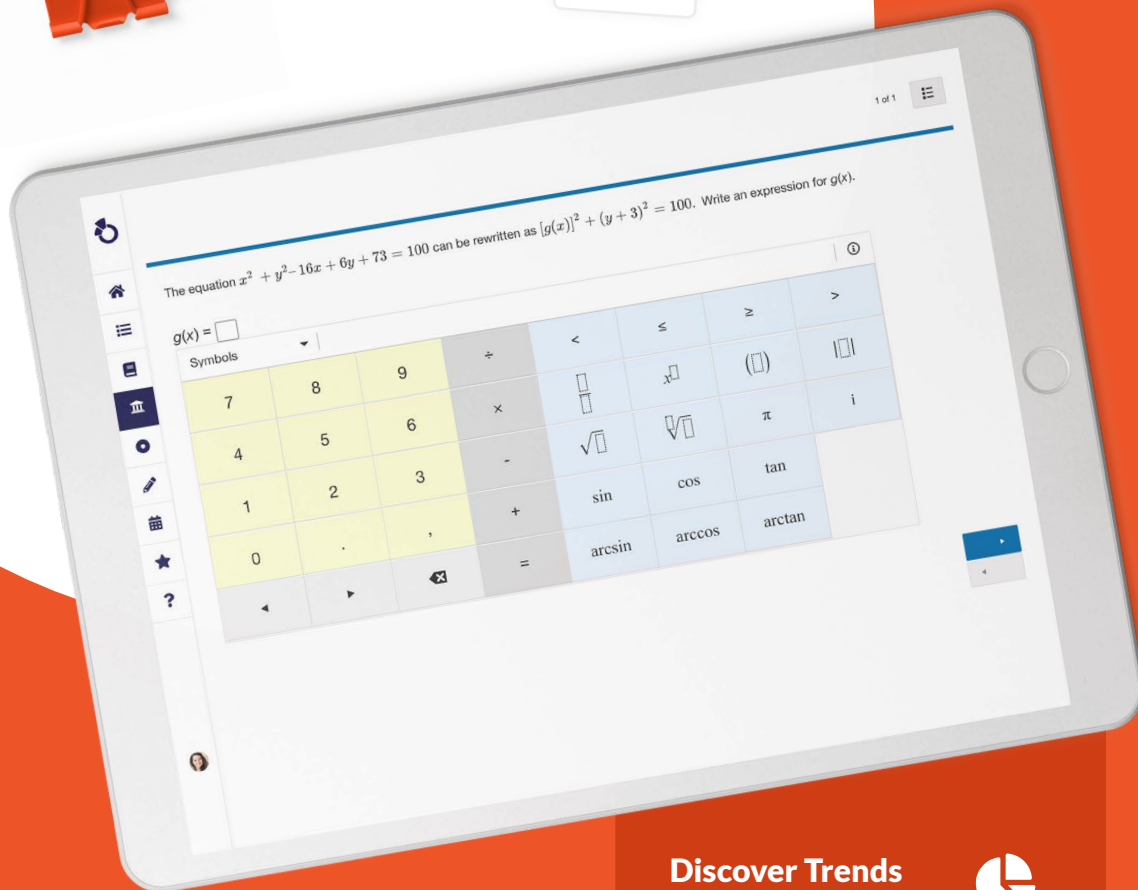 1 of 1
The equation x² + y²– 16x + 6y + 73 = 100 can be rewritten as [g(x)]² + (y + 3)² = 100. Write an expression for g(x).
g(x) = □
Symbols
7 8 9 ÷ < ≤ ≥ >
4 5 6 × □/□ x^□ (□) |□|
1 2 3 - √□ □√□ π i
0 . , + sin cos tan
= arcsin arccos arctan
?
Discover Trends